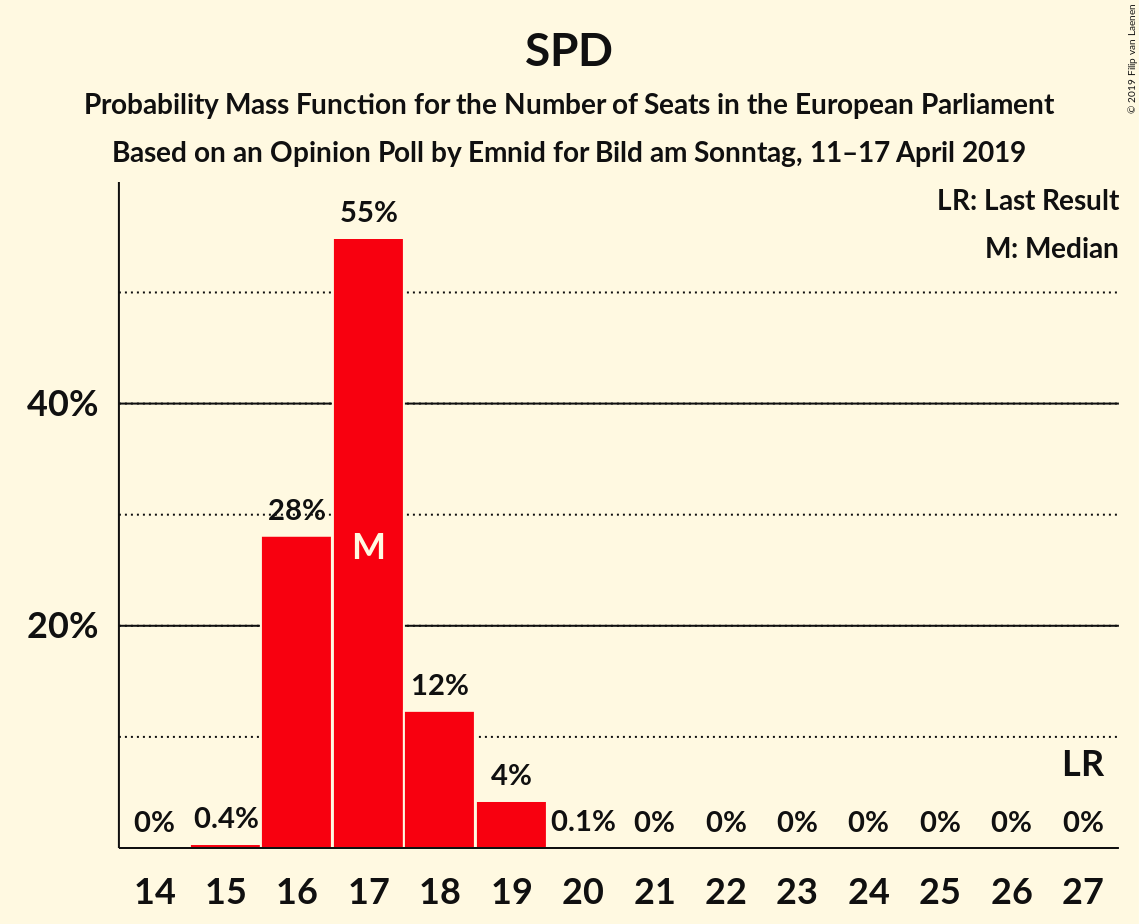 SPD
Probability Mass Function for the Number of Seats in the European Parliament
Based on an Opinion Poll by Emnid for Bild am Sonntag, 11–17 April 2019
© 2019 Filip van Laenen
LR: Last Result
M: Median
55%
40%
28%
M
20%
12%
4%
LR
0% 0.4% 0.1% 0% 0% 0% 0% 0% 0% 0%
14 15 16 17 18 19 20 21 22 23 24 25 26 27